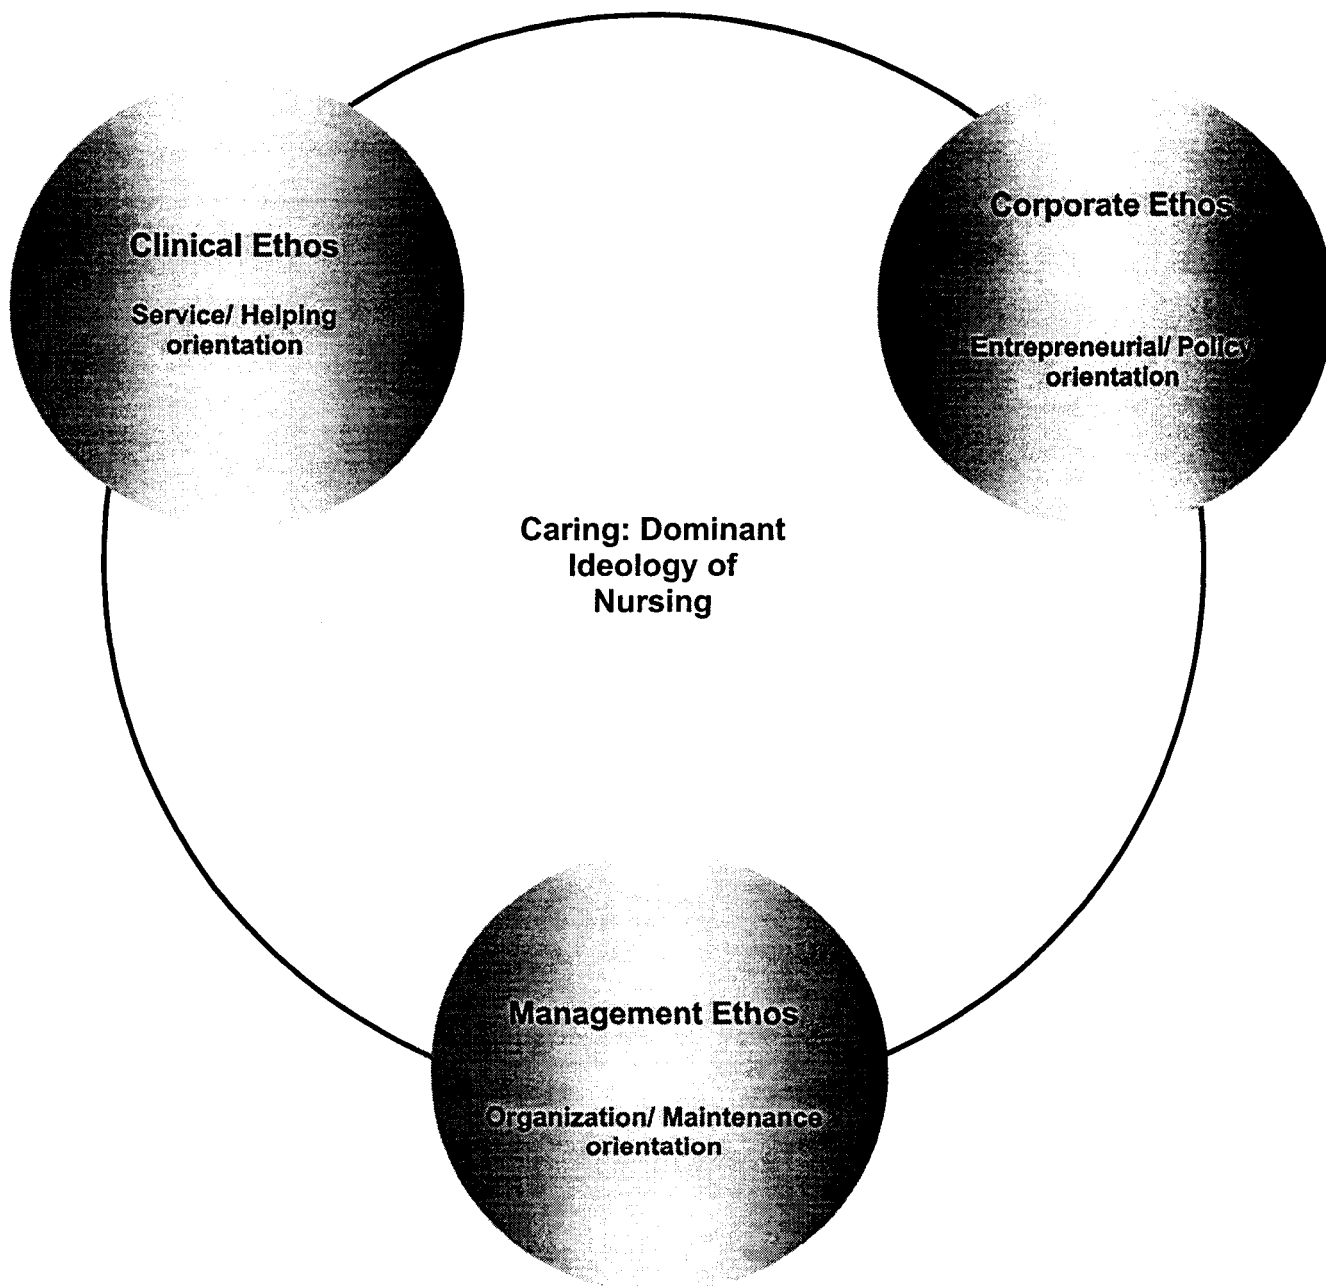 Clinical Ethos
Service/ Helping
orientation
Corporate Ethos
Entrepreneurial/ Policy
orientation
Caring: Dominant
Ideology of
Nursing
Management Ethos
Organization/ Maintenance
orientation